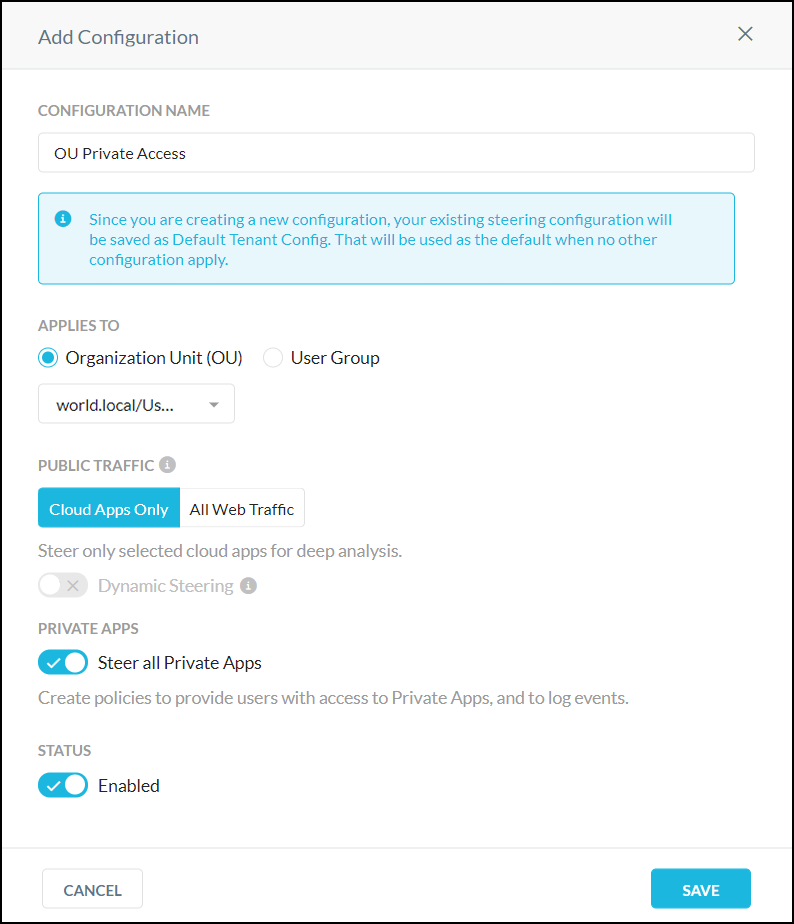 Add Configuration
CONFIGURATION NAME
OU Private Access
Since you are creating a new configuration, your existing steering configuration will
be saved as Default Tenant Config. That will be used as the default when no other
configuration apply.
APPLIES TO
Organization Unit (OU) User Group
world.local/Us...
PUBLIC TRAFFIC
Cloud Apps Only All Web Traffic
Steer only selected cloud apps for deep analysis.
Dynamic Steering
PRIVATE APPS
Steer all Private Apps
Create policies to provide users with access to Private Apps, and to log events.
STATUS
Enabled
CANCEL SAVE